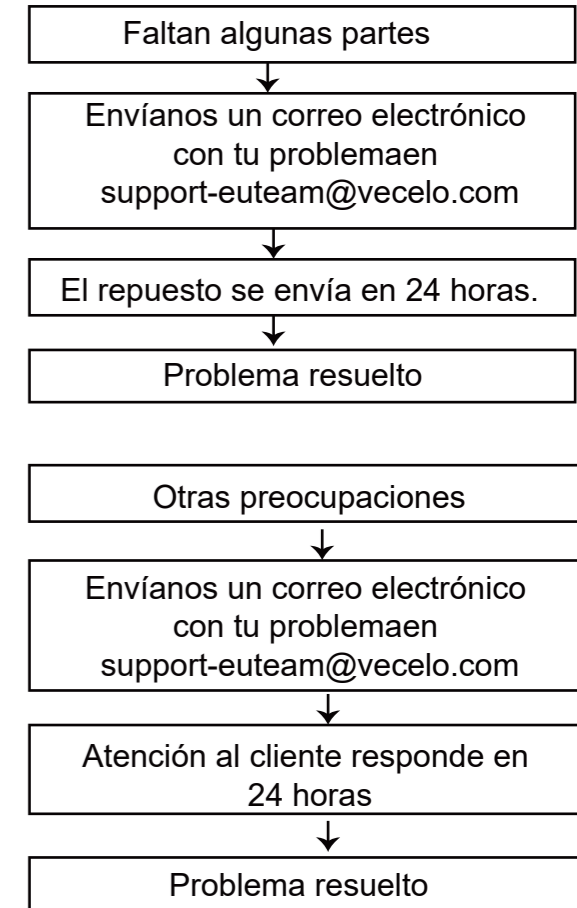 Faltan algunas partes
Envíanos un correo electrónico
con tu problemaen
support-euteam@vecelo.com
El repuesto se envía en 24 horas.
Problema resuelto
Otras preocupaciones
Envíanos un correo electrónico
con tu problemaen
support-euteam@vecelo.com
Atención al cliente responde en
24 horas
Problema resuelto